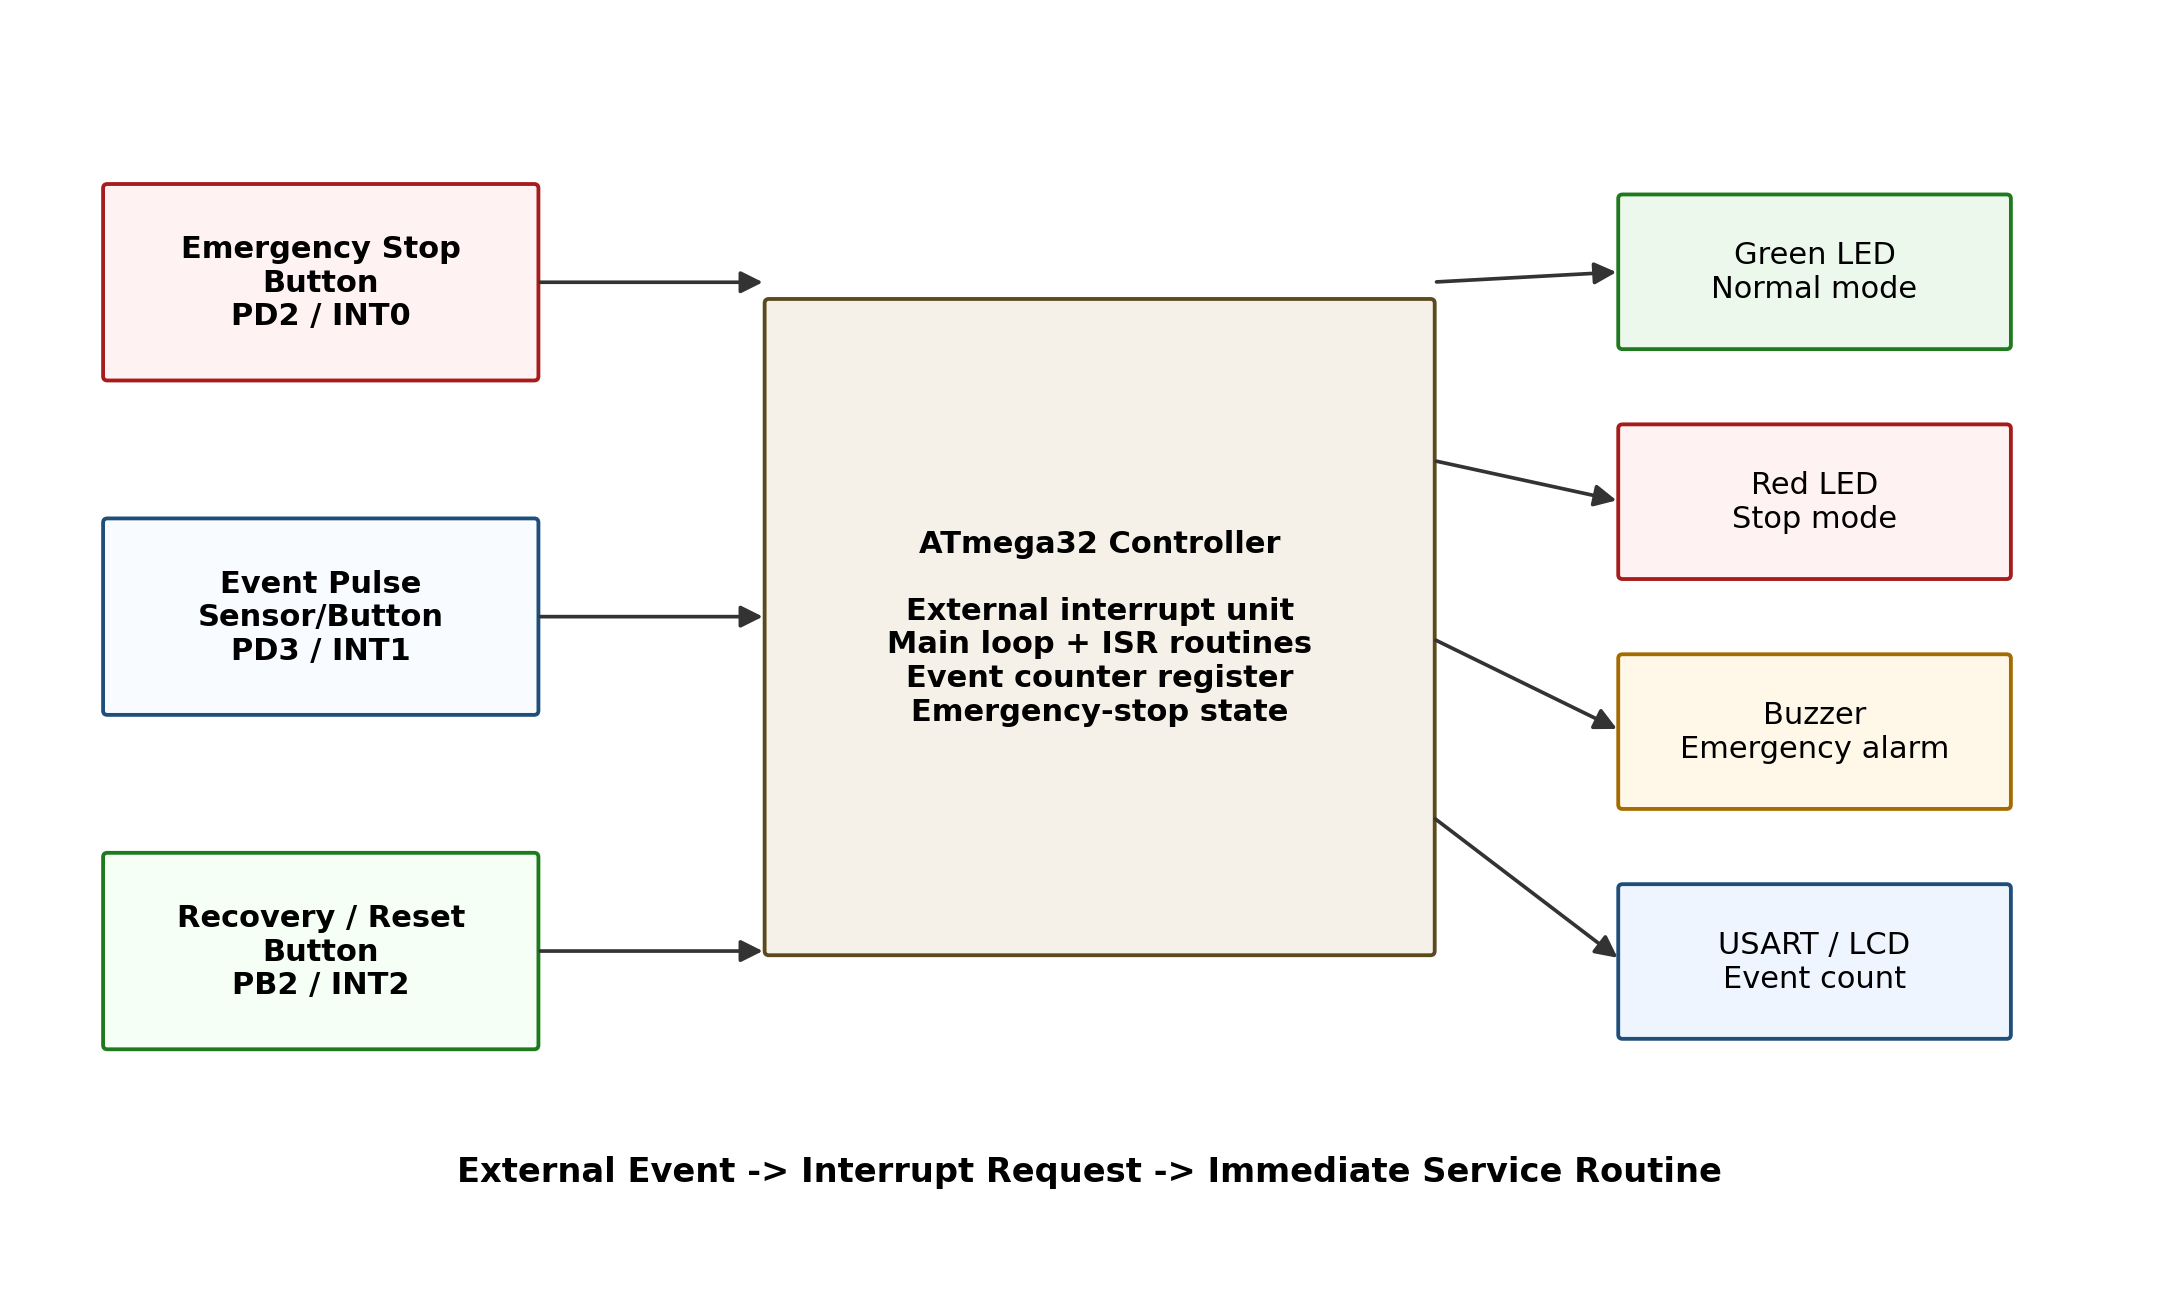 Emergency Stop
Button
PD2 / INT0
Event Pulse
Sensor/Button
PD3 / INT1
Recovery / Reset
Button
PB2 / INT2
ATmega32 Controller
External interrupt unit
Main loop + ISR routines
Event counter register
Emergency-stop state
Green LED
Normal mode
Red LED
Stop mode
Buzzer
Emergency alarm
USART / LCD
Event count
External Event -> Interrupt Request -> Immediate Service Routine